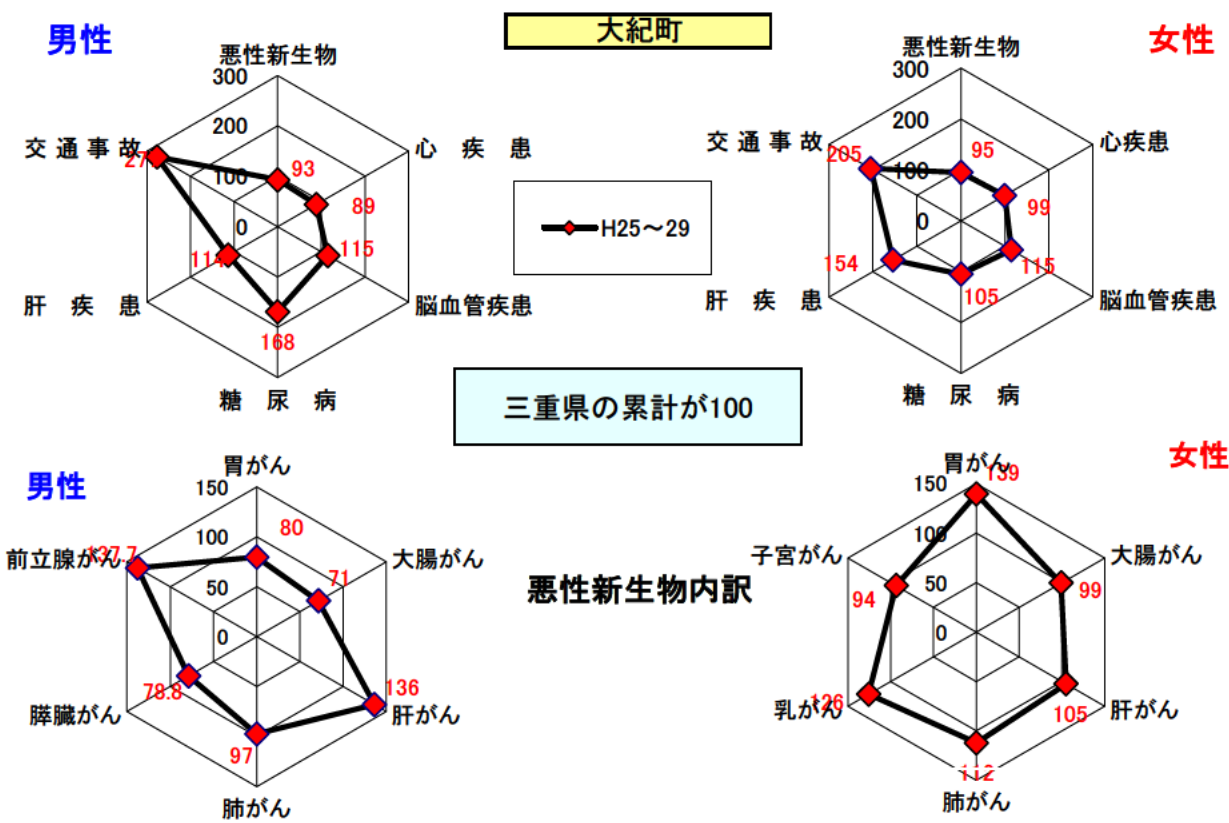 大紀町
男性
悪性新生物
心 疾 患
脳血管疾患
糖 尿 病
肝 疾 患
交 通 事 故
300
200
100
0
93
89
115
168
114
女性
悪性新生物
心疾患
脳血管疾患
糖 尿 病
肝 疾 患
交 通 事 故
300
200
100
0
95
99
115
105
154
205
H25～29
三重県の累計が100
男性
胃がん
大腸がん
肝がん
肺がん
膵臓がん
前立腺がん
150
100
50
0
80
71
136
97
78.8
137.7
悪性新生物内訳
女性
胃がん
大腸がん
肝がん
肺がん
乳がん
子宮がん
150
100
50
0
139
99
105
112
126
94